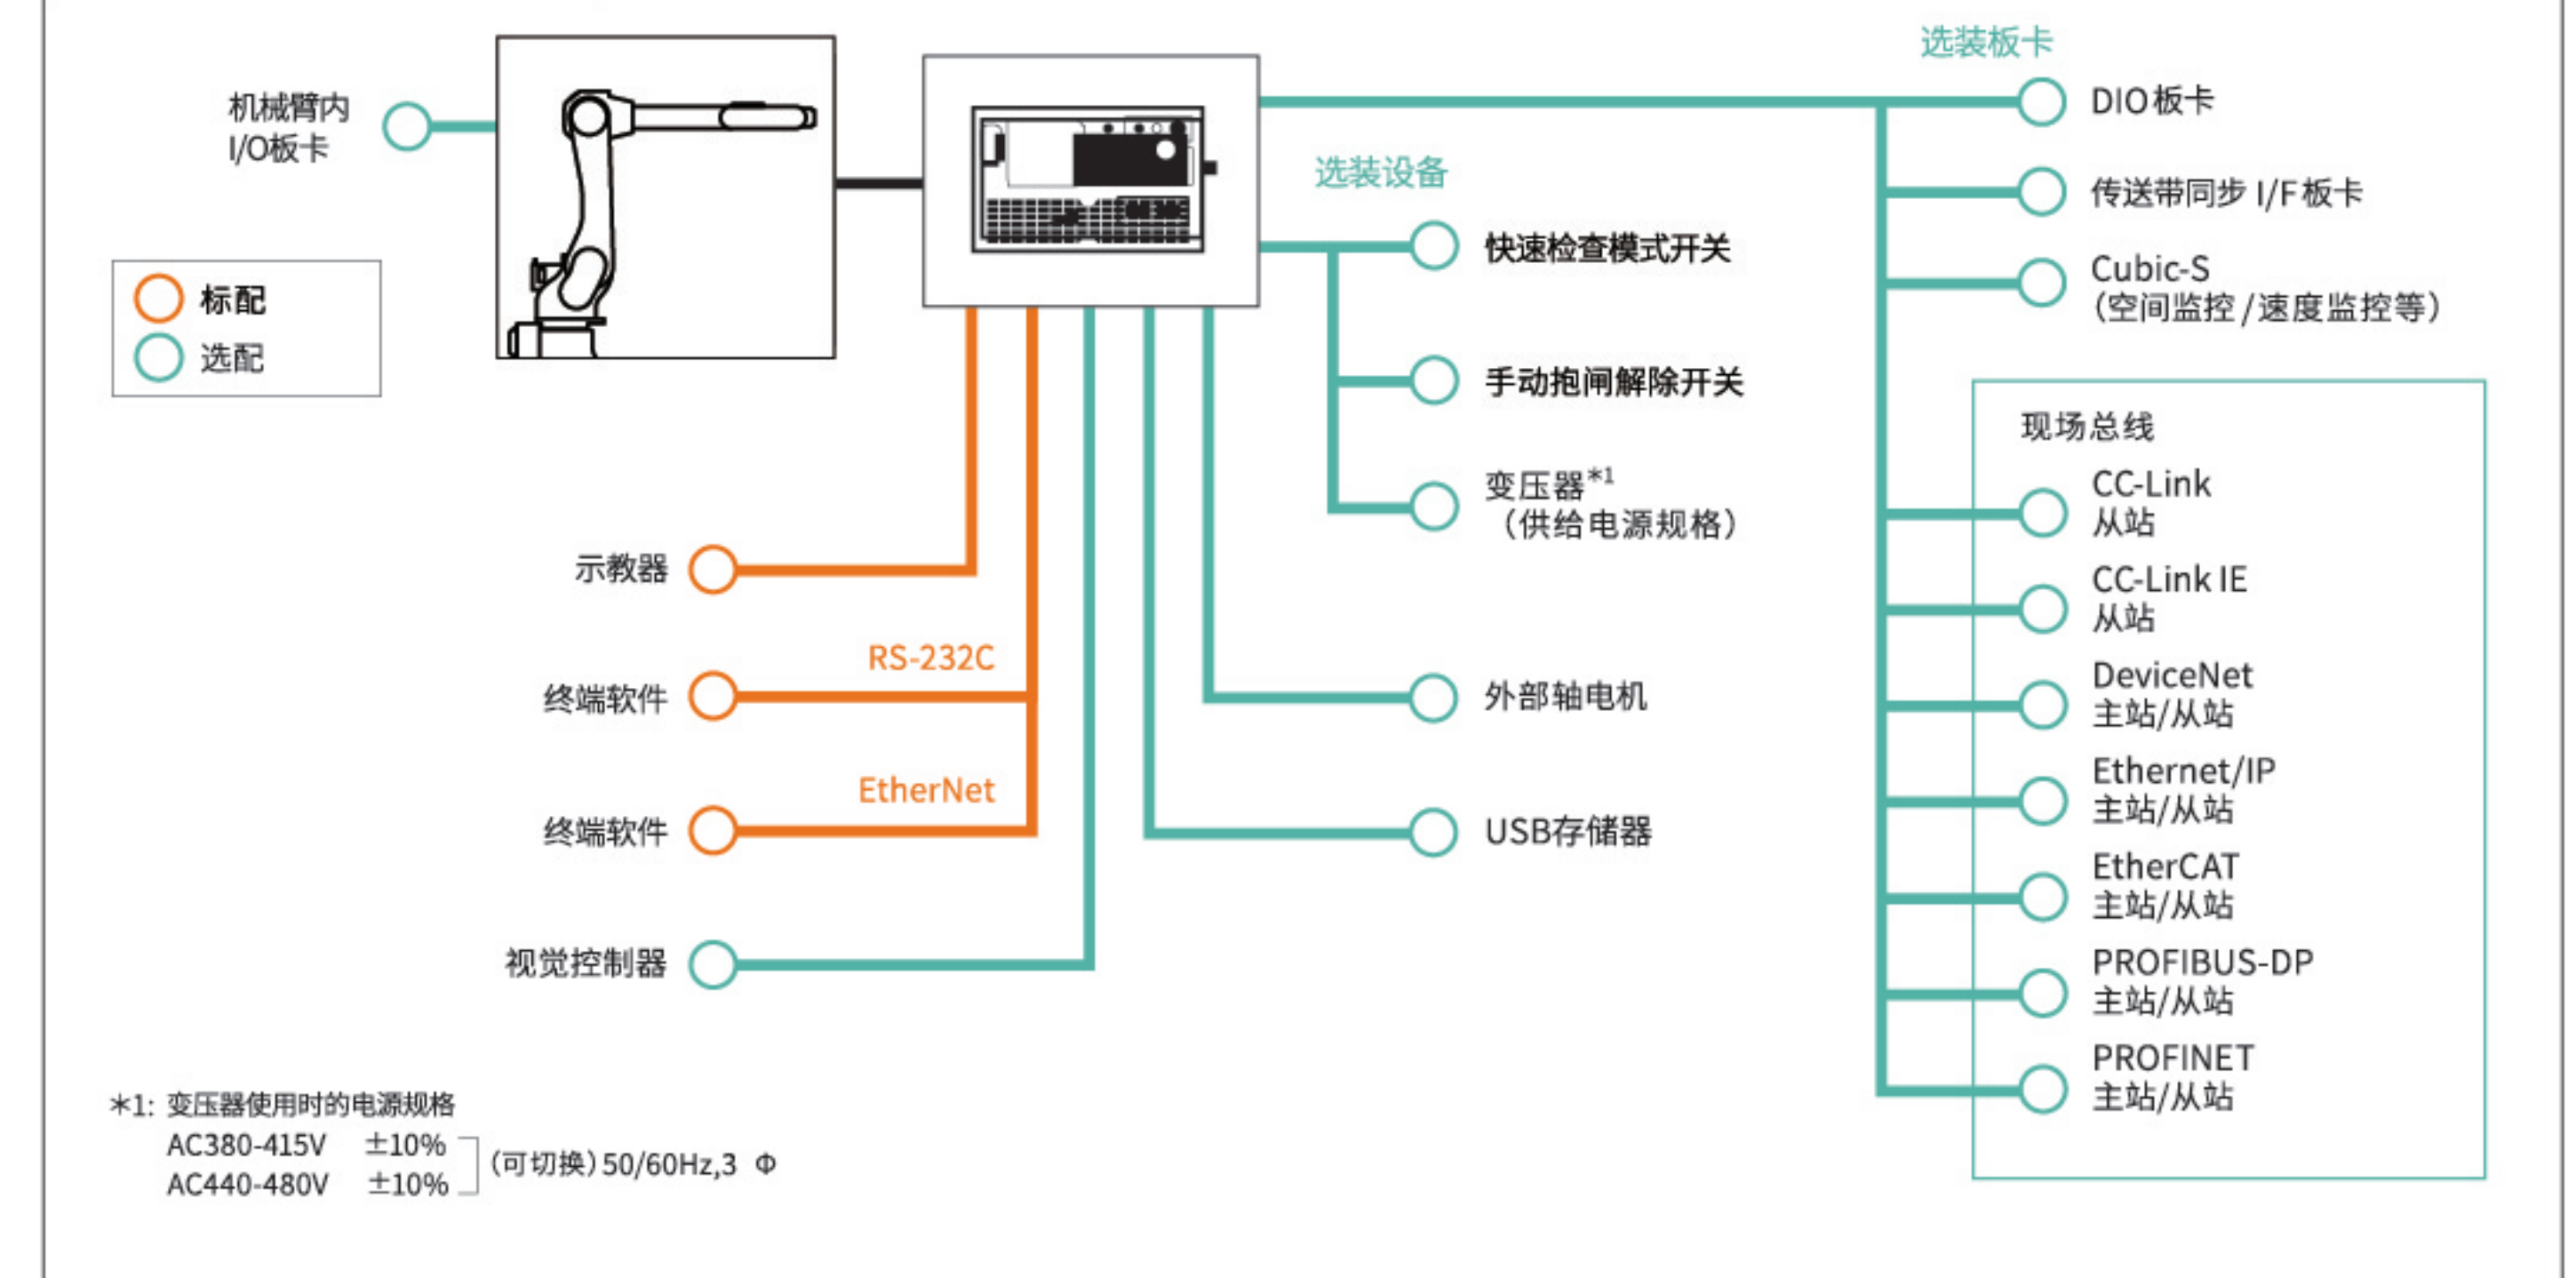 机械臂内
I/O板卡
标配
选配
示教器
RS-232C
终端软件
EtherNet
终端软件
视觉控制器
选装设备
快速检查模式开关
手动抱闸解除开关
变压器*1
（供给电源规格）
外部轴电机
USB存储器
选装板卡
DIO板卡
传送带同步 I/F板卡
Cubic-S
（空间监控/速度监控等）
现场总线
CC-Link
从站
CC-Link IE
从站
DeviceNet
主站/从站
Ethernet/IP
主站/从站
EtherCAT
主站/从站
PROFIBUS-DP
主站/从站
PROFINET
主站/从站
*1: 变压器使用时的电源规格
AC380-415V ±10%
AC440-480V ±10%
(可切换)50/60Hz,3 Φ